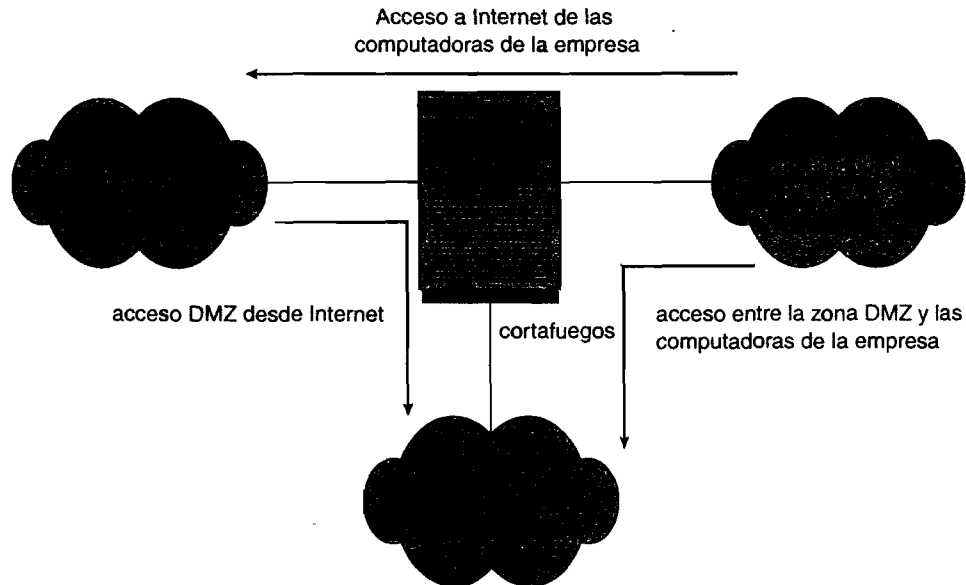 Acceso a Internet de las
computadoras de la empresa
acceso DMZ desde Internet
cortafuegos
acceso entre la zona DMZ y las
computadoras de la empresa